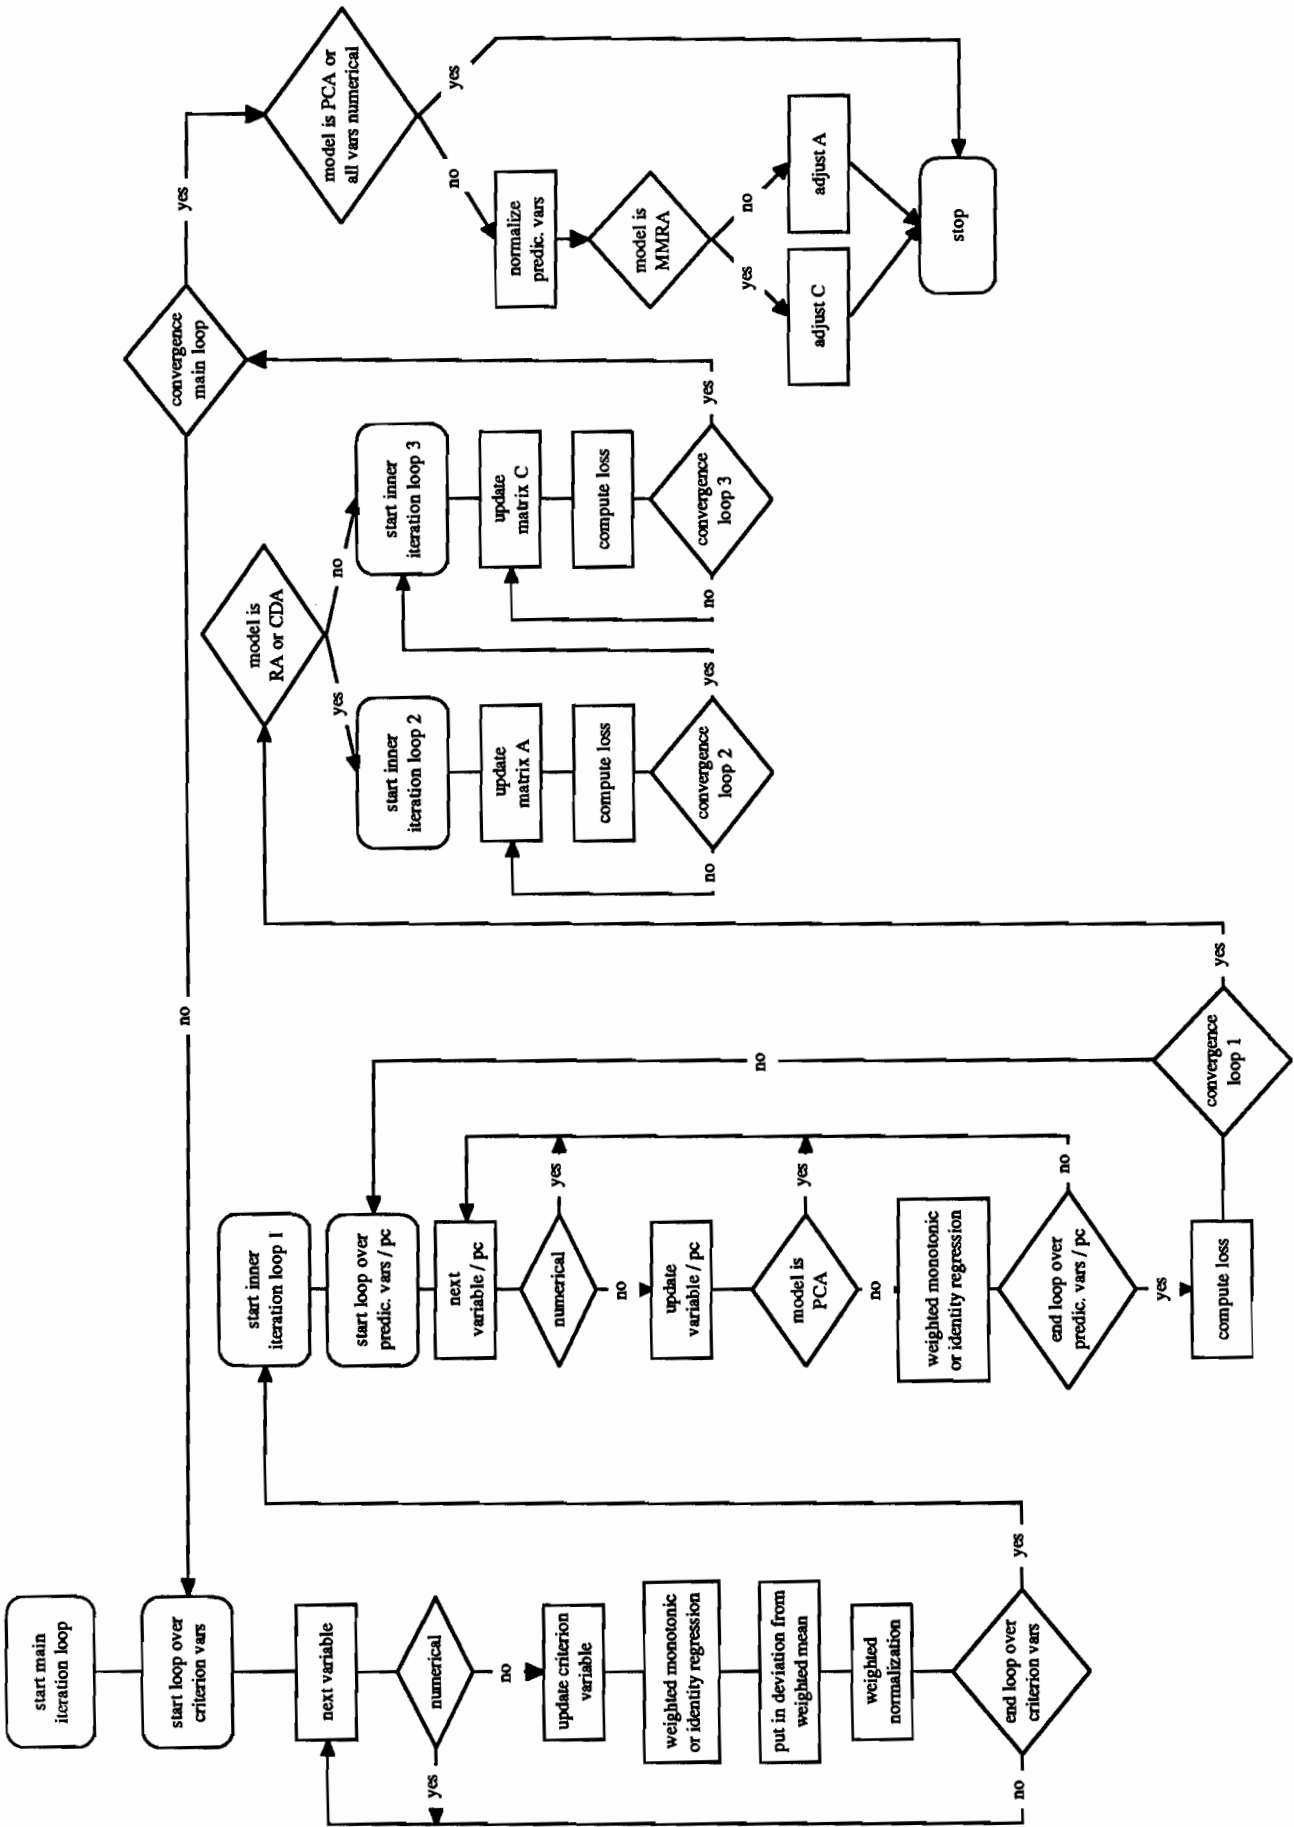 start main
iteration loop
start loop over
criterion vars
next variable
numerical
yes
no
update criterion
variable
weighted monotonic
or identity regression
put in deviation from
weighted mean
weighted
normalization
end loop over
criterion vars
no
yes
start inner
iteration loop 1
start loop over
predic. vars / pc
next
variable / pc
numerical
yes
no
update
variable / pc
model is
PCA
yes
no
weighted monotonic
or identity regression
end loop over
predic. vars / pc
no
yes
compute loss
convergence
loop 1
no
yes
model is
RA or CDA
yes
no
start inner
iteration loop 2
update
matrix A
compute loss
convergence
loop 2
no
yes
start inner
iteration loop 3
update
matrix C
compute loss
convergence
loop 3
no
yes
convergence
main loop
no
yes
model is PCA or
all vars numerical
no
yes
normalize
predic. vars
model is
MMRA
yes
no
adjust C
adjust A
stop